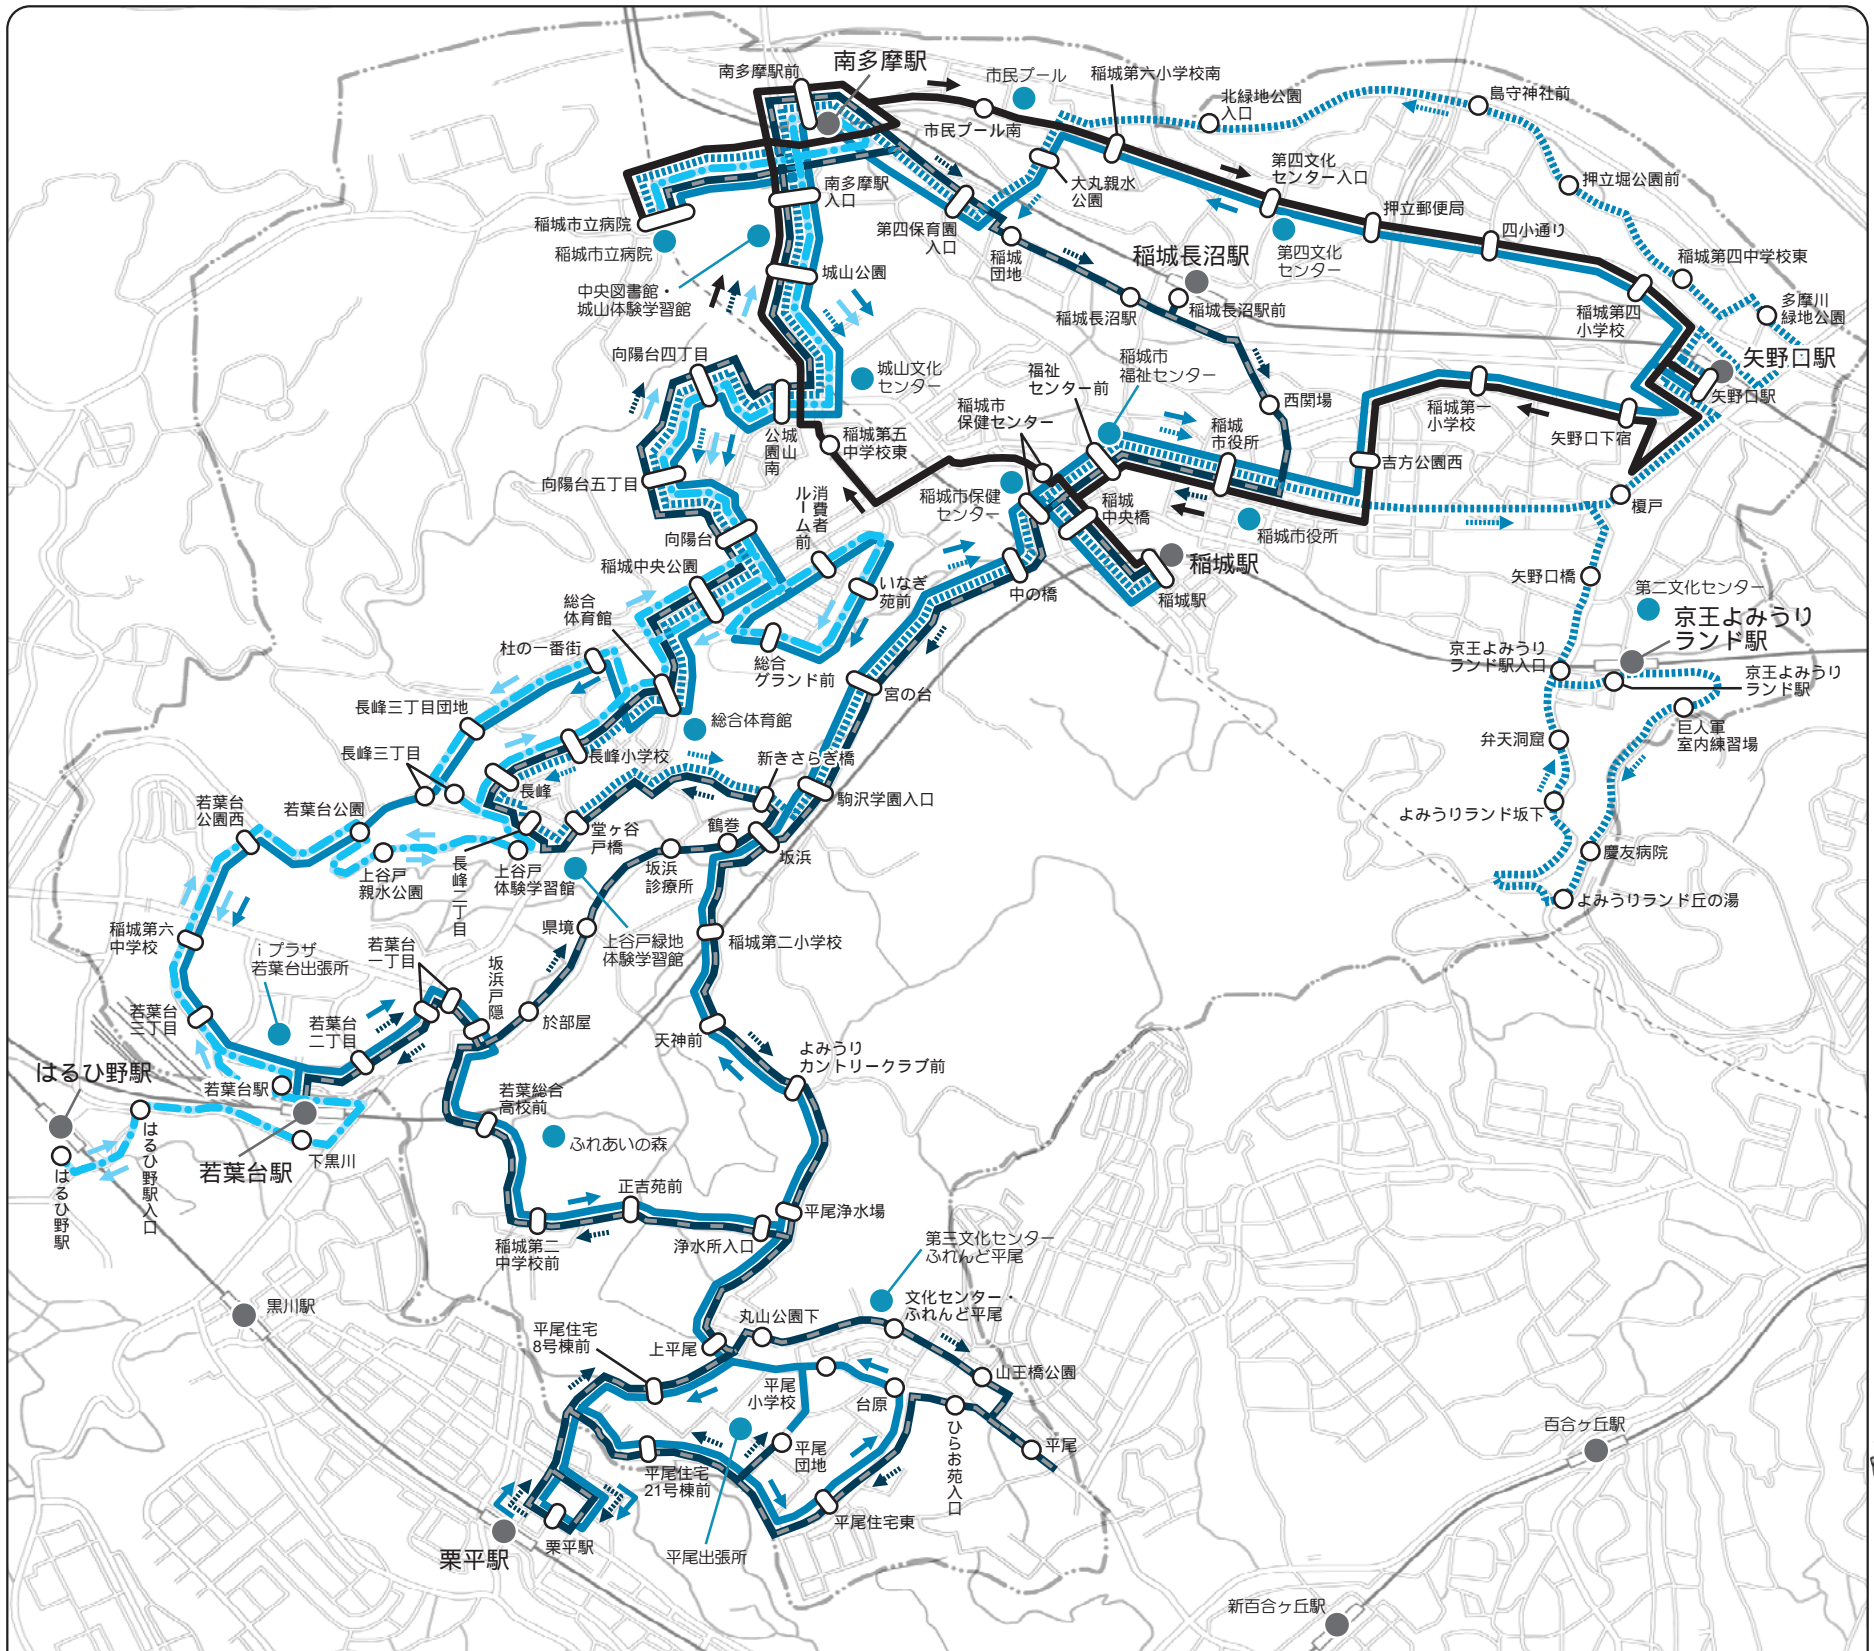 南多摩駅
南多摩駅前
市民プール
稲城第六小学校南
北緑地公園
入口
島守神社前
市民プール南
第四文化
センター入口
押立堀公園前
大丸親水
公園
南多摩駅
入口
稲城市立病院
稲城市立病院
第四保育園
入口
稲城
団地
押立郵便局
四小通り
第四文化
センター
稲城長沼駅
稲城長沼駅前
稲城長沼駅
稲城第四中学校東
多摩川
緑地公園
稲城第四
小学校
矢野口駅
矢野口駅
城山公園
中央図書館・
城山体験学習館
向陽台四丁目
城山文化
センター
福祉
センター前
稲城市
福祉センター
稲城市
保健センター
西関場
稲城第一
小学校
矢野口下宿
城山
公園南
稲城第五
中学校東
稲城
市役所
吉方公園西
向陽台五丁目
消費者
ルーム前
稲城市保健
センター
稲城
中央橋
稲城市役所
榎戸
向陽台
稲城中央公園
いなぎ
苑前
中の橋
稲城駅
稲城駅
矢野口橋
第二文化センター
京王よみうり
ランド駅
総合
体育館
杜の一番街
総合
グランド前
宮の台
京王よみうり
ランド駅入口
京王よみうり
ランド駅
巨人軍
室内練習場
弁天洞窟
長峰三丁目団地
総合体育館
長峰三丁目
長峰小学校
新きさらぎ橋
駒沢学園入口
よみうりランド坂下
若葉台
公園西
若葉台公園
長峰
堂ヶ谷
戸橋
鶴巻
坂浜
慶友病院
上谷戸
親水公園
長峰二丁目
上谷戸
体験学習館
坂浜
診療所
よみうりランド丘の湯
稲城第六
中学校
iプラザ
若葉台出張所
若葉台
一丁目
坂浜戸隠
県境
上谷戸緑地
体験学習館
稲城第二小学校
若葉台
三丁目
若葉台
二丁目
於部屋
天神前
よみうり
カントリークラブ前
はるひ野駅
若葉台駅
若葉総合
高校前
ふれあいの森
はるひ野駅
はるひ野駅入口
下黒川
若葉台駅
正吉苑前
平尾浄水場
稲城第二
中学校前
浄水所入口
第三文化センター
ふれんど平尾
黒川駅
文化センター・
ふれんど平尾
丸山公園下
平尾住宅
8号棟前
上平尾
山王橋公園
平尾
小学校
台原
ひらお苑入口
平尾
平尾
団地
平尾住宅
21号棟前
平尾住宅東
百合ヶ丘駅
栗平駅
栗平駅
平尾出張所
新百合ヶ丘駅